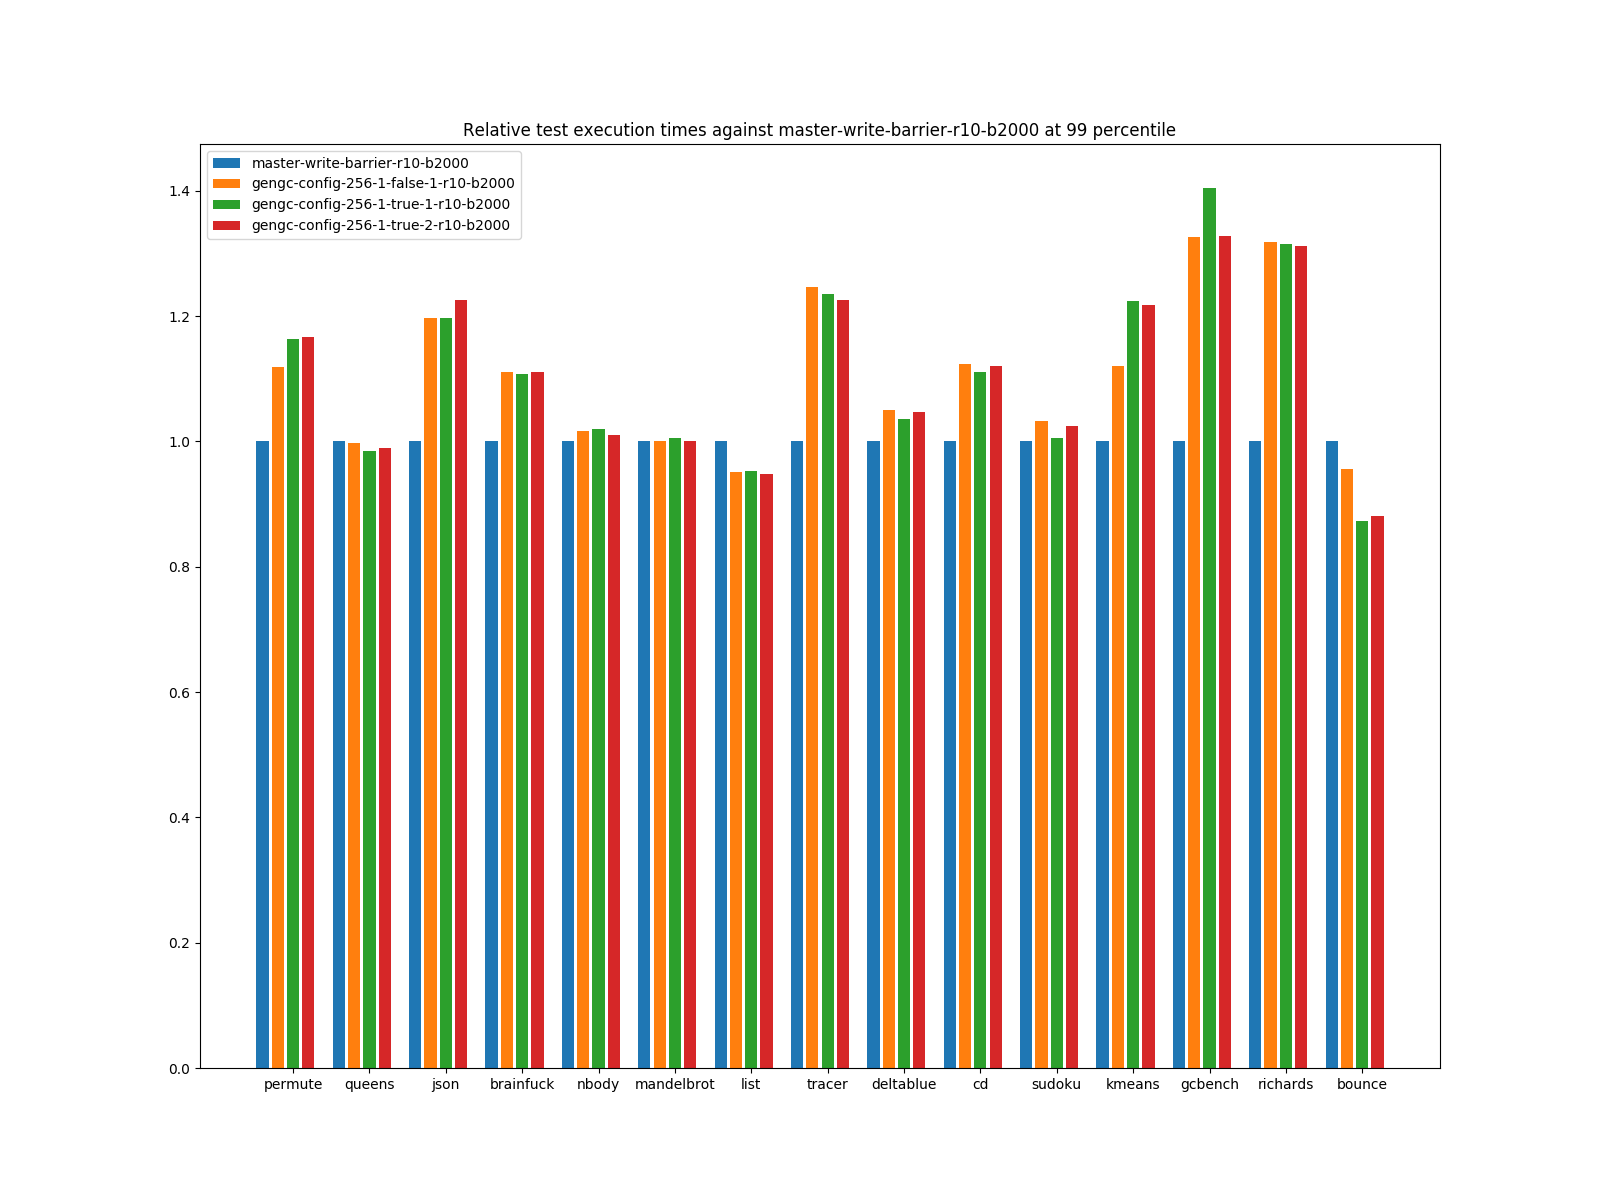 Relative test execution times against master-write-barrier-r10-b2000 at 99 percentile
master-write-barrier-r10-b2000
gengc-config-256-1-false-1-r10-b2000
gengc-config-256-1-true-1-r10-b2000
gengc-config-256-1-true-2-r10-b2000
1.4
1.2
1.0
0.8
0.6
0.4
0.2
0.0
permute queens json brainfuck nbody mandelbrot list tracer deltablue cd sudoku kmeans gcbench richards bounce